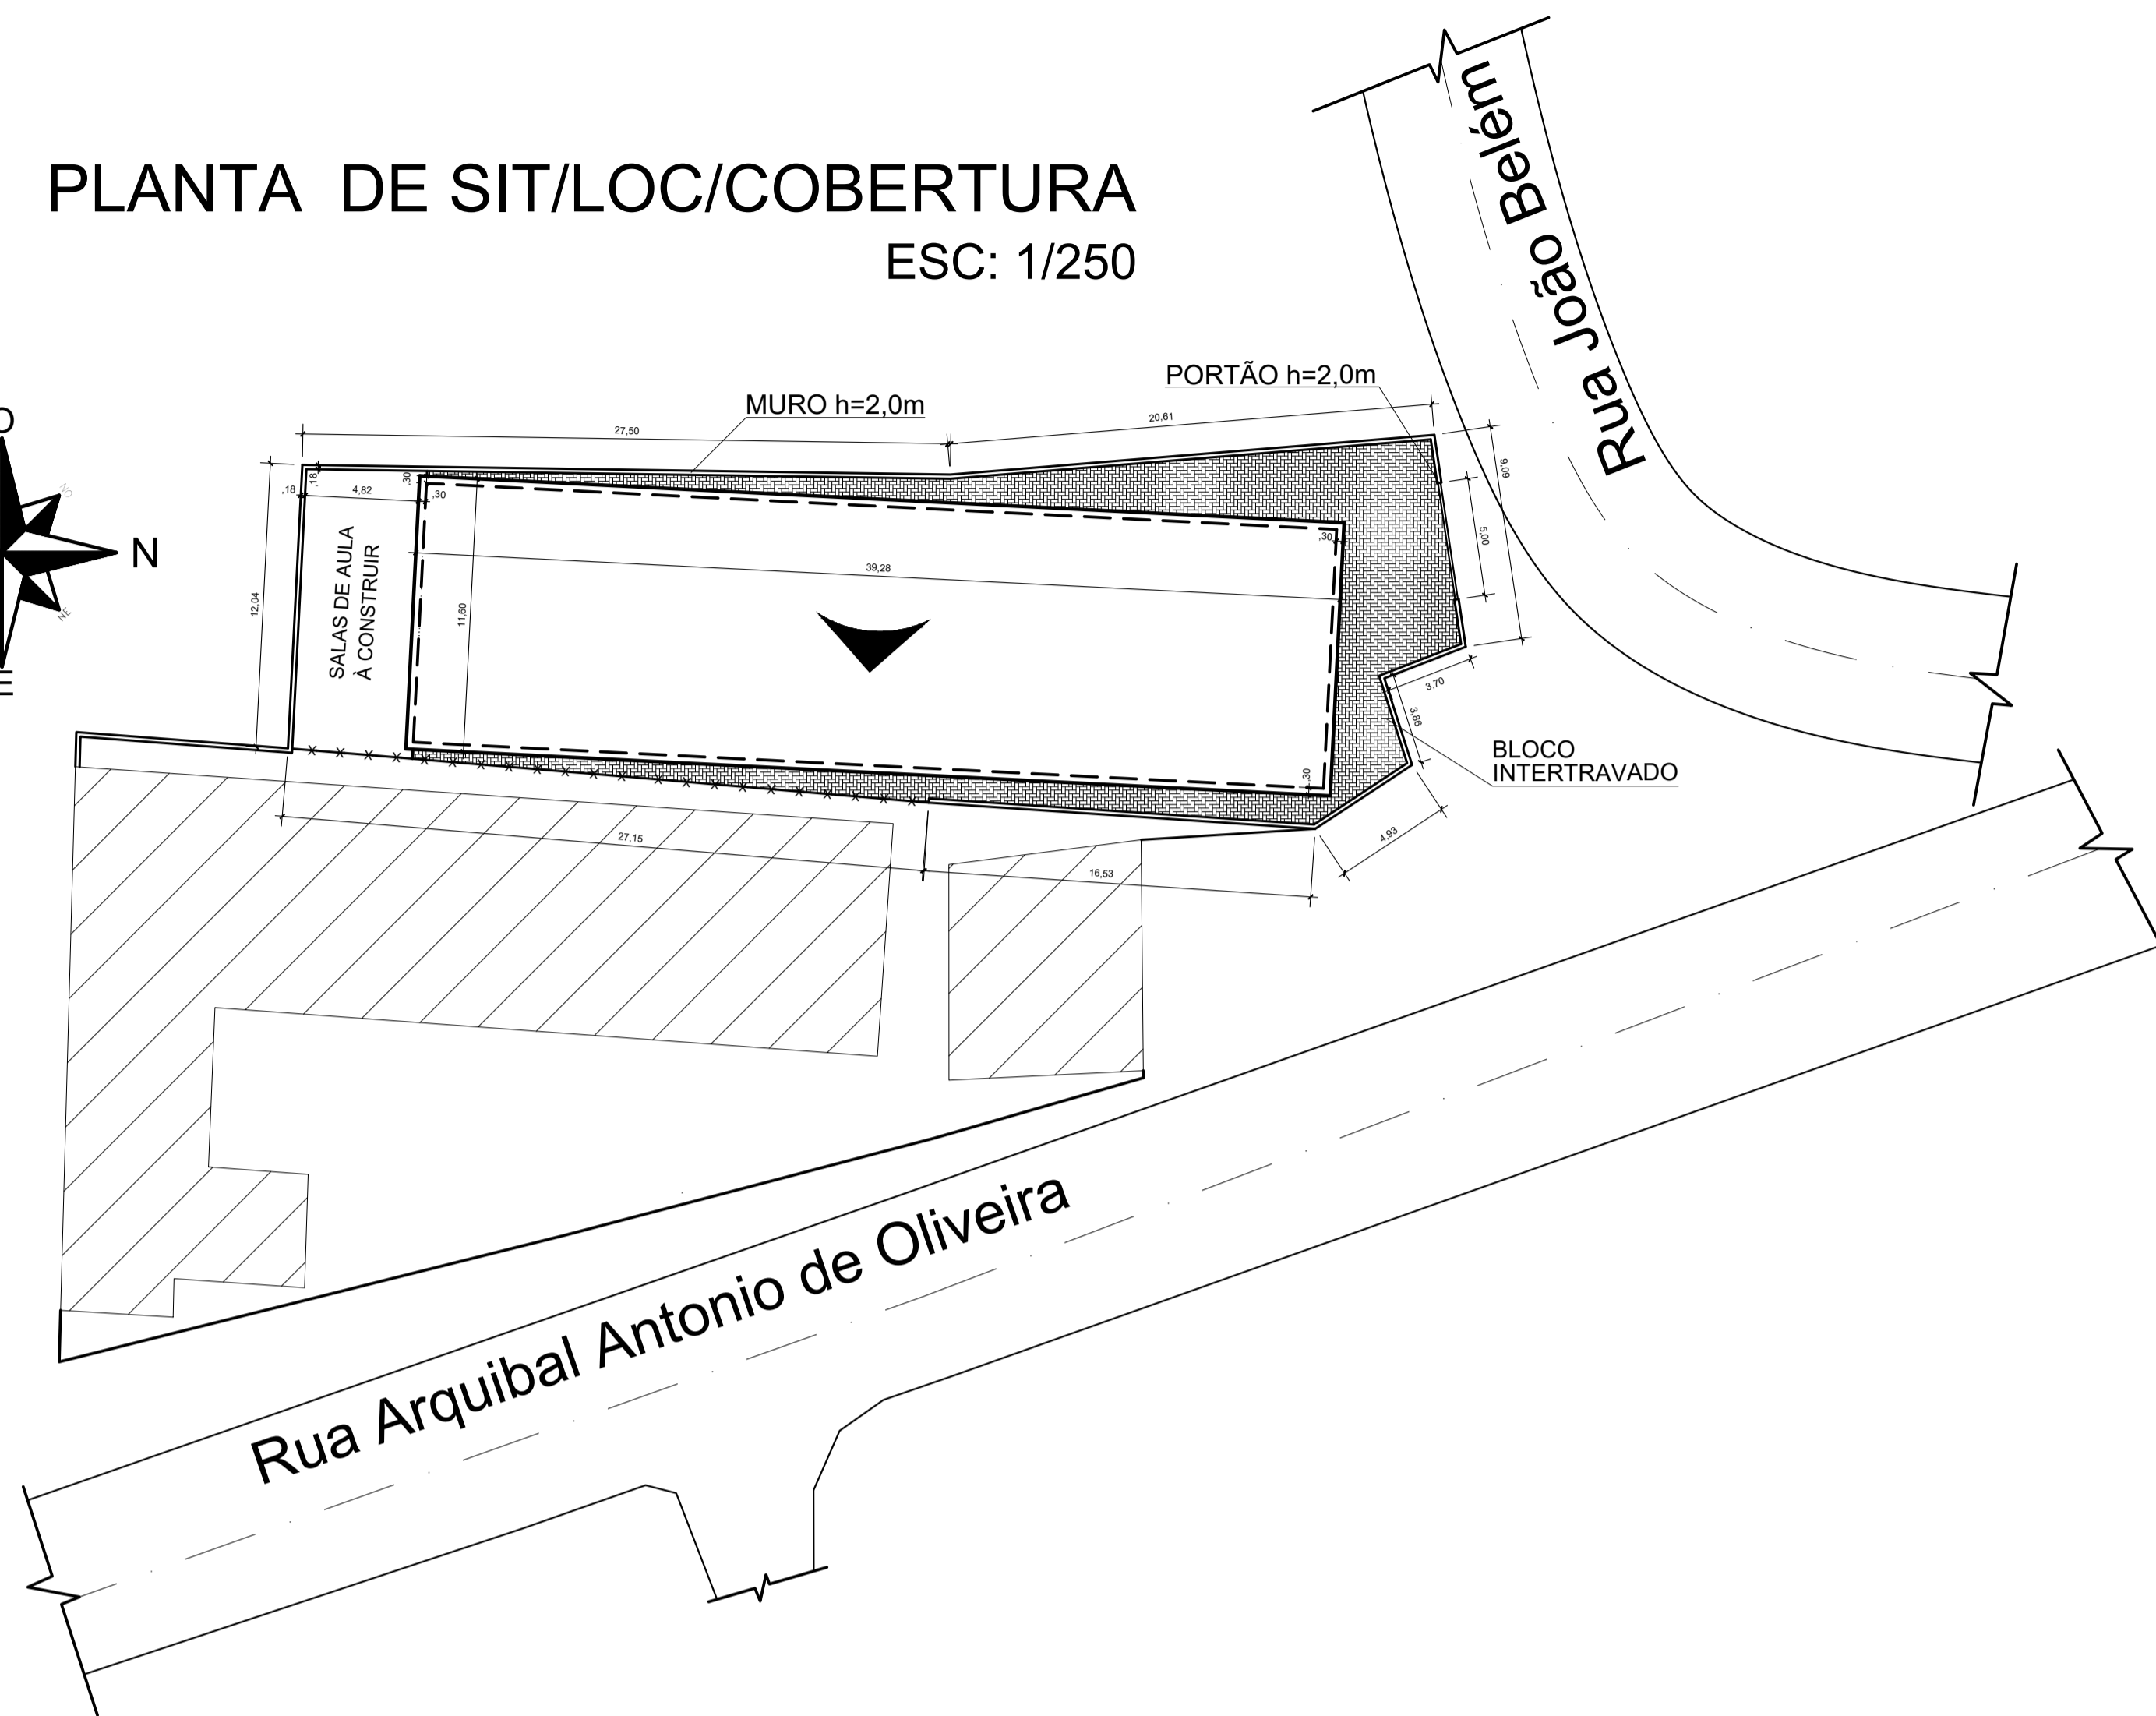 PLANTA DE SIT/LOC/COBERTURA
ESC: 1/250
Rua João Belém
PORTÃO h=2,0m
MURO h=2,0m
20,61
27,50
9,09
5,00
,18
,18
4,82
,30
,30
,30
39,28
12,04
11,60
SALAS DE AULA
À CONSTRUIR
NO
N
NE
E
3,70
3,86
BLOCO
INTERTRAVADO
,30
4,93
27,15
16,53
Rua Arquibal Antonio de Oliveira